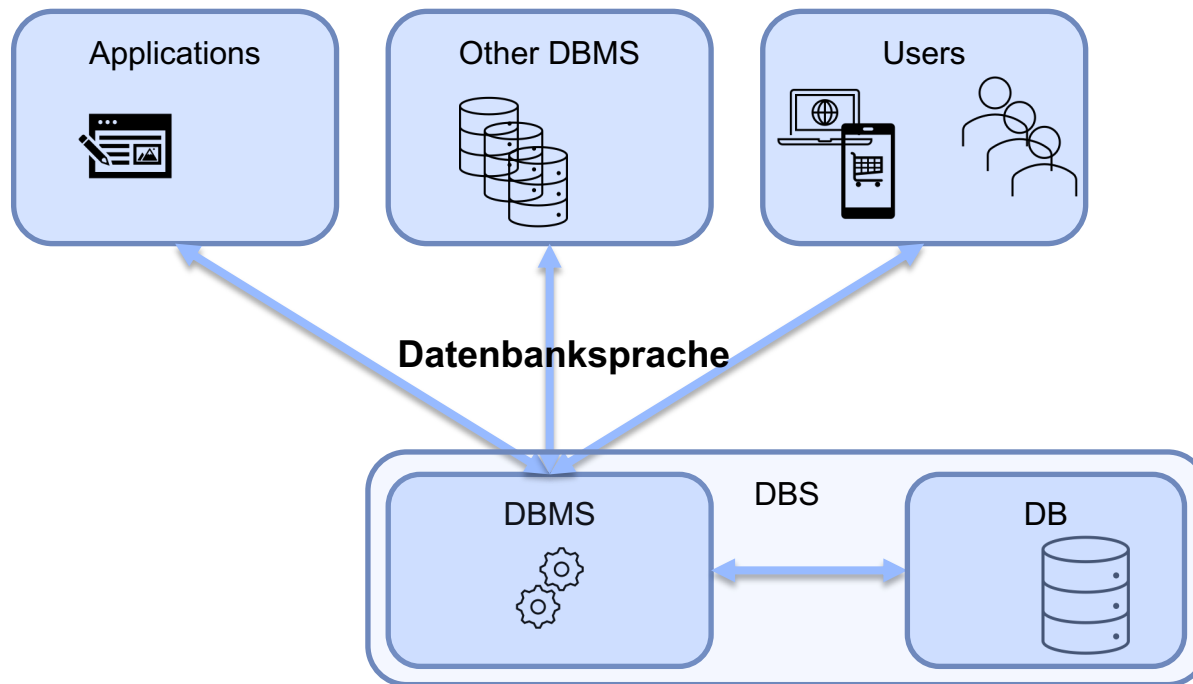 Applications
Other DBMS
Users
Datenbanksprache
DBMS
DBS
DB